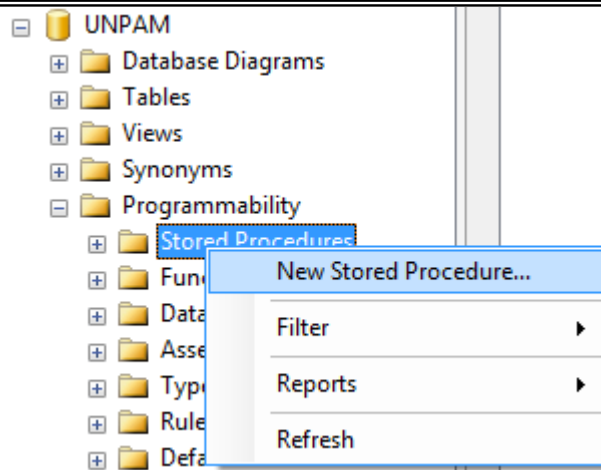 UNPAM
Database Diagrams
Tables
Views
Synonyms
Programmability
Stored Procedures
New Stored Procedure...
Filter
Reports
Refresh